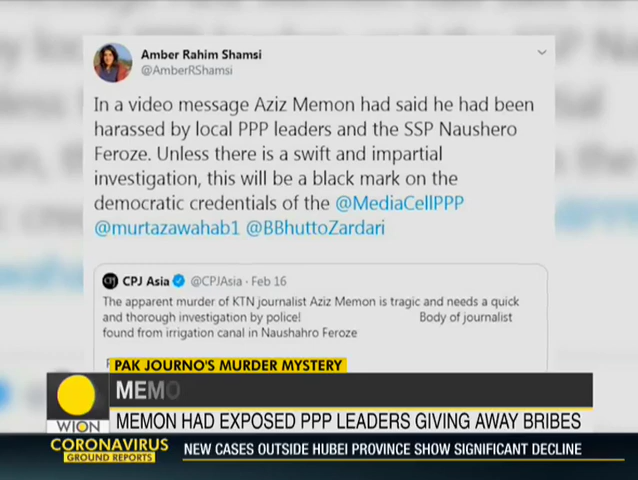 Amber Rahim Shamsi
@AmberRShamsi
In a video message Aziz Memon had said he had been
harassed by local PPP leaders and the SSP Naushero
Feroze. Unless there is a swift and impartial
investigation, this will be a black mark on the
democratic credentials of the @MediaCellPPP
@murtazawahab1 @BBhuttoZardari
CPJ Asia @CPJAsia · Feb 16
The apparent murder of KTN journalist Aziz Memon is tragic and needs a quick
and thorough investigation by police! Body of journalist
found from irrigation canal in Naushahro Feroze
PAK JOURNO'S MURDER MYSTERY
MEMO
MEMON HAD EXPOSED PPP LEADERS GIVING AWAY BRIBES
WION
CORONAVIRUS
GROUND REPORTS
NEW CASES OUTSIDE HUBEI PROVINCE SHOW SIGNIFICANT DECLINE